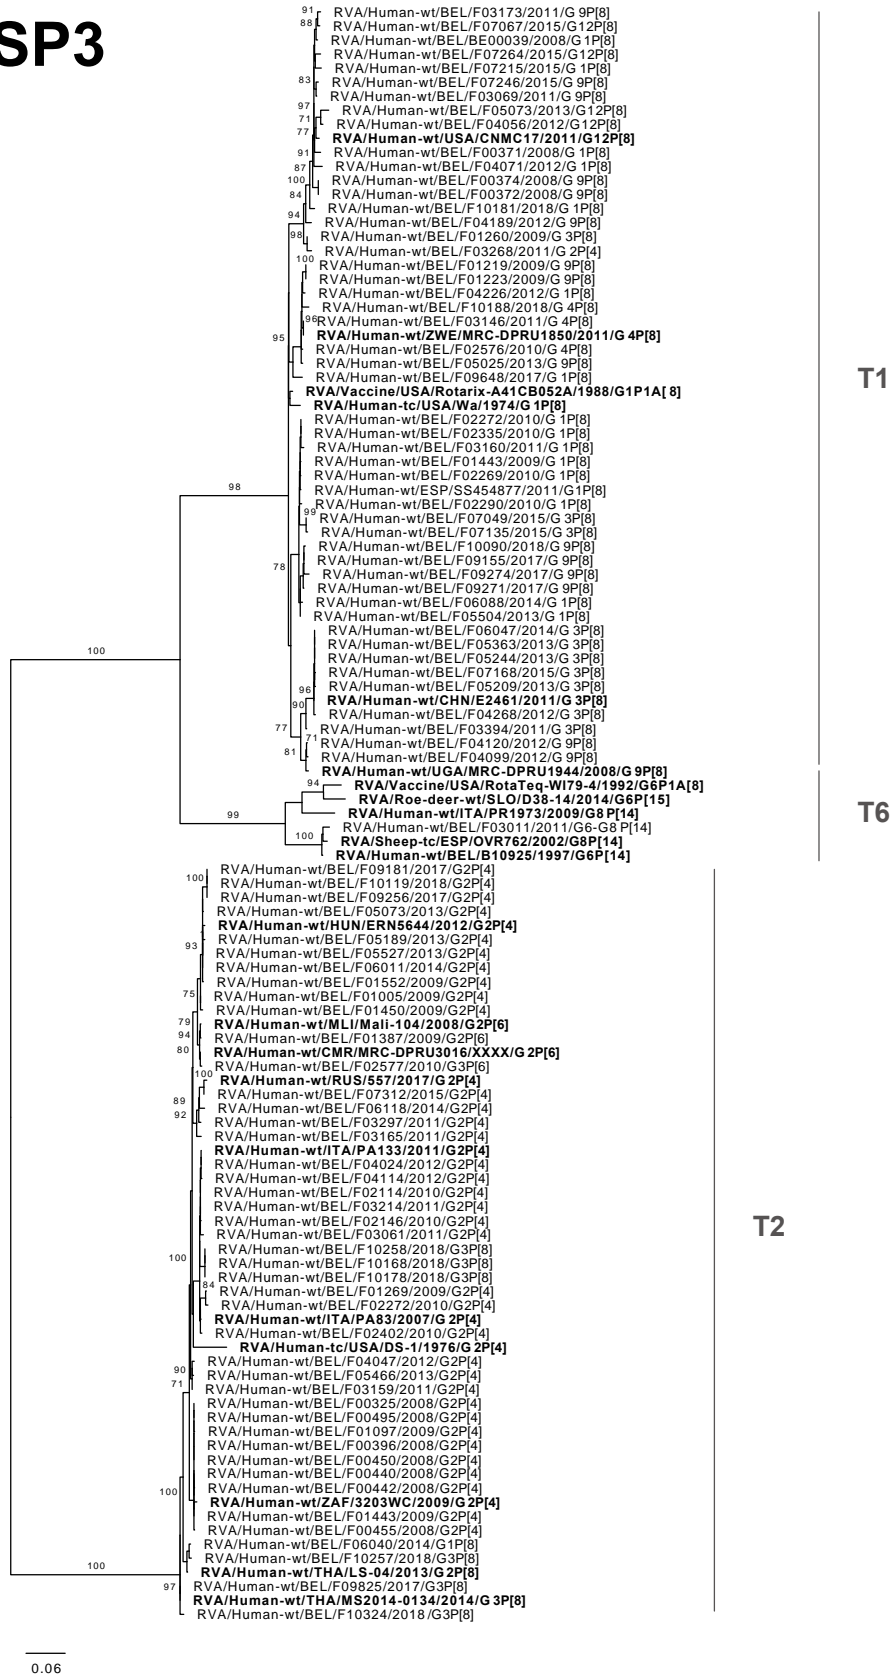 SP3
91 RVA/Human-wt/BEL/F03173/2011/G 9P[8]
88 RVA/Human-wt/BEL/F07067/2015/G12P[8]
RVA/Human-wt/BEL/BE00039/2008/G 1P[8]
RVA/Human-wt/BEL/F07264/2015/G12P[8]
RVA/Human-wt/BEL/F07215/2015/G 1P[8]
83 RVA/Human-wt/BEL/F07246/2015/G 9P[8]
RVA/Human-wt/BEL/F03069/2011/G 9P[8]
97 RVA/Human-wt/BEL/F05073/2013/G12P[8]
71 RVA/Human-wt/BEL/F04056/2012/G12P[8]
77 RVA/Human-wt/USA/CNMC17/2011/G12P[8]
91 RVA/Human-wt/BEL/F00371/2008/G 1P[8]
87 RVA/Human-wt/BEL/F04071/2012/G 1P[8]
100 RVA/Human-wt/BEL/F00374/2008/G 9P[8]
84 RVA/Human-wt/BEL/F00372/2008/G 9P[8]
RVA/Human-wt/BEL/F10181/2018/G 1P[8]
94 RVA/Human-wt/BEL/F04189/2012/G 9P[8]
98 RVA/Human-wt/BEL/F01260/2009/G 3P[8]
RVA/Human-wt/BEL/F03268/2011/G 2P[4]
100 RVA/Human-wt/BEL/F01219/2009/G 9P[8]
RVA/Human-wt/BEL/F01223/2009/G 9P[8]
RVA/Human-wt/BEL/F04226/2012/G 1P[8]
RVA/Human-wt/BEL/F10188/2018/G 4P[8]
96 RVA/Human-wt/BEL/F03146/2011/G 4P[8]
95 RVA/Human-wt/ZWE/MRC-DPRU1850/2011/G 4P[8]
RVA/Human-wt/BEL/F02576/2010/G 4P[8]
RVA/Human-wt/BEL/F05025/2013/G 9P[8]
RVA/Human-wt/BEL/F09648/2017/G 1P[8]
T1
RVA/Vaccine/USA/Rotarix-A41CB052A/1988/G1P1A[ 8]
RVA/Human-tc/USA/Wa/1974/G 1P[8]
RVA/Human-wt/BEL/F02272/2010/G 1P[8]
RVA/Human-wt/BEL/F02335/2010/G 1P[8]
RVA/Human-wt/BEL/F03160/2011/G 1P[8]
RVA/Human-wt/BEL/F01443/2009/G 1P[8]
RVA/Human-wt/BEL/F02269/2010/G 1P[8]
98 RVA/Human-wt/ESP/SS454877/2011/G1P[8]
RVA/Human-wt/BEL/F02290/2010/G 1P[8]
99 RVA/Human-wt/BEL/F07049/2015/G 3P[8]
RVA/Human-wt/BEL/F07135/2015/G 3P[8]
RVA/Human-wt/BEL/F10090/2018/G 9P[8]
78 RVA/Human-wt/BEL/F09155/2017/G 9P[8]
RVA/Human-wt/BEL/F09274/2017/G 9P[8]
RVA/Human-wt/BEL/F09271/2017/G 9P[8]
RVA/Human-wt/BEL/F06088/2014/G 1P[8]
RVA/Human-wt/BEL/F05504/2013/G 1P[8]
RVA/Human-wt/BEL/F06047/2014/G 3P[8]
RVA/Human-wt/BEL/F05363/2013/G 3P[8]
100 RVA/Human-wt/BEL/F05244/2013/G 3P[8]
RVA/Human-wt/BEL/F07168/2015/G 3P[8]
96 RVA/Human-wt/BEL/F05209/2013/G 3P[8]
90 RVA/Human-wt/CHN/E2461/2011/G 3P[8]
RVA/Human-wt/BEL/F04268/2012/G 3P[8]
77 RVA/Human-wt/BEL/F03394/2011/G 3P[8]
71 RVA/Human-wt/BEL/F04120/2012/G 9P[8]
81 RVA/Human-wt/BEL/F04099/2012/G 9P[8]
RVA/Human-wt/UGA/MRC-DPRU1944/2008/G 9P[8]
94 RVA/Vaccine/USA/RotaTeq-WI79-4/1992/G6P1A[8]
RVA/Roe-deer-wt/SLO/D38-14/2014/G6P[15]
99 RVA/Human-wt/ITA/PR1973/2009/G8 P[14]
T6
RVA/Human-wt/BEL/F03011/2011/G6-G8 P[14]
100 RVA/Sheep-tc/ESP/OVR762/2002/G8P[14]
RVA/Human-wt/BEL/B10925/1997/G6P[14]
RVA/Human-wt/BEL/F09181/2017/G2P[4]
100 RVA/Human-wt/BEL/F10119/2018/G2P[4]
RVA/Human-wt/BEL/F09256/2017/G2P[4]
RVA/Human-wt/BEL/F05073/2013/G2P[4]
RVA/Human-wt/HUN/ERN5644/2012/G2P[4]
93 RVA/Human-wt/BEL/F05189/2013/G2P[4]
RVA/Human-wt/BEL/F05527/2013/G2P[4]
RVA/Human-wt/BEL/F06011/2014/G2P[4]
RVA/Human-wt/BEL/F01552/2009/G2P[4]
75 RVA/Human-wt/BEL/F01005/2009/G2P[4]
RVA/Human-wt/BEL/F01450/2009/G2P[4]
79 RVA/Human-wt/MLI/Mali-104/2008/G2P[6]
94 RVA/Human-wt/BEL/F01387/2009/G2P[6]
80 RVA/Human-wt/CMR/MRC-DPRU3016/XXXX/G 2P[6]
RVA/Human-wt/BEL/F02577/2010/G3P[6]
100 RVA/Human-wt/RUS/557/2017/G 2P[4]
RVA/Human-wt/BEL/F07312/2015/G2P[4]
89 RVA/Human-wt/BEL/F06118/2014/G2P[4]
92 RVA/Human-wt/BEL/F03297/2011/G2P[4]
RVA/Human-wt/BEL/F03165/2011/G2P[4]
RVA/Human-wt/ITA/PA133/2011/G2P[4]
RVA/Human-wt/BEL/F04024/2012/G2P[4]
RVA/Human-wt/BEL/F04114/2012/G2P[4]
RVA/Human-wt/BEL/F02114/2010/G2P[4]
RVA/Human-wt/BEL/F03214/2011/G2P[4]
RVA/Human-wt/BEL/F02146/2010/G2P[4]
T2
RVA/Human-wt/BEL/F03061/2011/G2P[4]
RVA/Human-wt/BEL/F10258/2018/G3P[8]
100 RVA/Human-wt/BEL/F10168/2018/G3P[8]
RVA/Human-wt/BEL/F10178/2018/G3P[8]
84 RVA/Human-wt/BEL/F01269/2009/G2P[4]
RVA/Human-wt/BEL/F02272/2010/G2P[4]
RVA/Human-wt/ITA/PA83/2007/G 2P[4]
RVA/Human-wt/BEL/F02402/2010/G2P[4]
RVA/Human-tc/USA/DS-1/1976/G 2P[4]
RVA/Human-wt/BEL/F04047/2012/G2P[4]
90 RVA/Human-wt/BEL/F05466/2013/G2P[4]
71 RVA/Human-wt/BEL/F03159/2011/G2P[4]
RVA/Human-wt/BEL/F00325/2008/G2P[4]
RVA/Human-wt/BEL/F00495/2008/G2P[4]
RVA/Human-wt/BEL/F01097/2009/G2P[4]
RVA/Human-wt/BEL/F00396/2008/G2P[4]
RVA/Human-wt/BEL/F00450/2008/G2P[4]
RVA/Human-wt/BEL/F00440/2008/G2P[4]
100 RVA/Human-wt/BEL/F00442/2008/G2P[4]
RVA/Human-wt/ZAF/3203WC/2009/G 2P[4]
RVA/Human-wt/BEL/F01443/2009/G2P[4]
RVA/Human-wt/BEL/F00455/2008/G2P[4]
RVA/Human-wt/BEL/F06040/2014/G1P[8]
100 RVA/Human-wt/BEL/F10257/2018/G3P[8]
RVA/Human-wt/THA/LS-04/2013/G 2P[8]
97 RVA/Human-wt/BEL/F09825/2017/G3P[8]
RVA/Human-wt/THA/MS2014-0134/2014/G 3P[8]
RVA/Human-wt/BEL/F10324/2018/G3P[8]
0.06